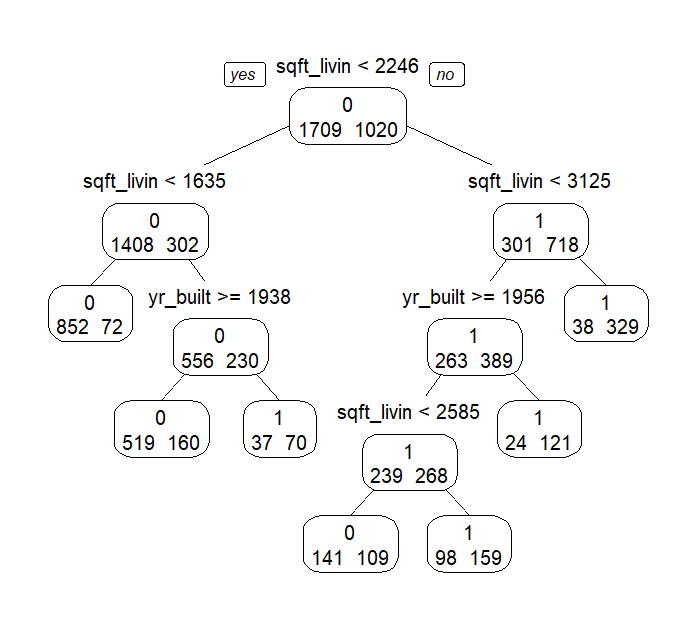 yes sqft_livin < 2246 no
0
1709 1020
sqft_livin < 1635 sqft_livin < 3125
0 1
1408 302 301 718
0 yr_built >= 1938 yr_built >= 1956 1
852 72 0 1 38 329
556 230 263 389
0 1 sqft_livin < 2585 1
519 160 37 70 1 24 121
239 268
0 1
141 109 98 159